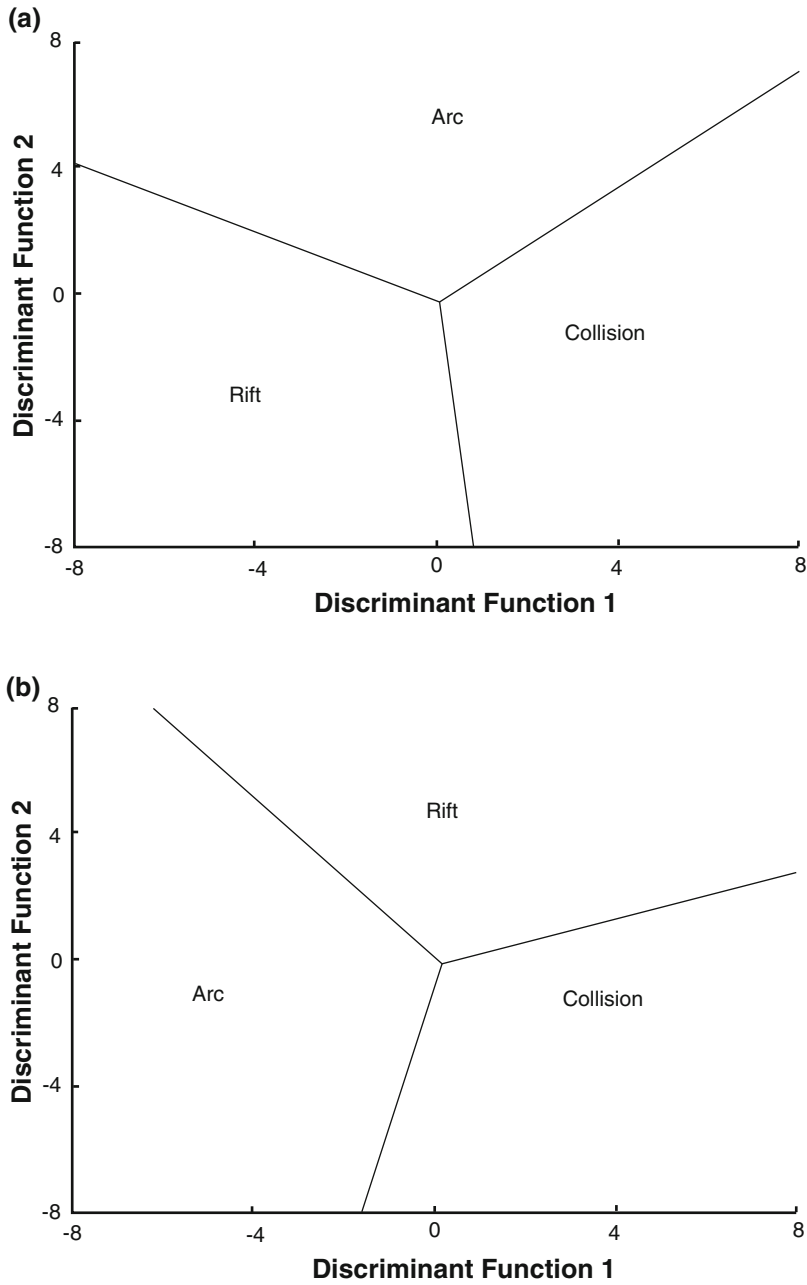 (a)
8
4
0
-4
-8
Discriminant Function 2
Arc
Rift
Collision
-8
-4
0
4
8
Discriminant Function 1
(b)
8
4
0
-4
-8
Discriminant Function 2
Rift
Arc
Collision
-8
-4
0
4
8
Discriminant Function 1